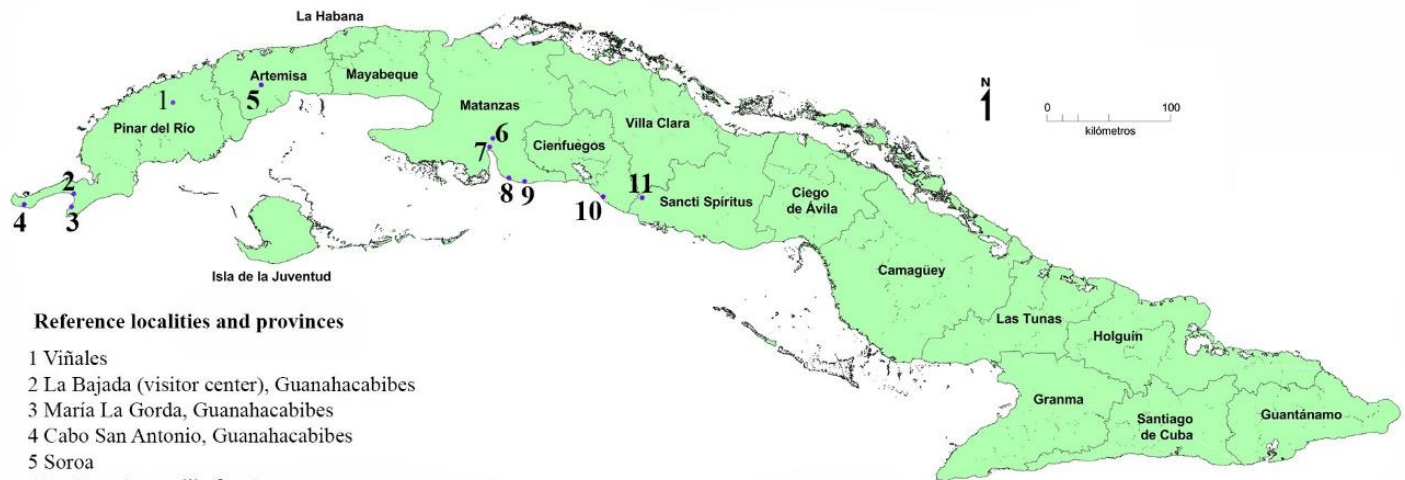 La Habana
Artemisa
Mayabeque
N
1
5
0 100
kilómetros
Matanzas
Pinar del Río
6
Villa Clara
7
Cienfuegos
2
8
9
11
Sancti Spíritus
Ciego
de Ávila
4
3
10
Isla de la Juventud
Camagüey
Reference localities and provinces
Las Tunas
Holguín
1 Viñales
2 La Bajada (visitor center), Guanahacabibes
3 María La Gorda, Guanahacabibes
4 Cabo San Antonio, Guanahacabibes
5 Soroa
Granma
Santiago
de Cuba
Guantánamo